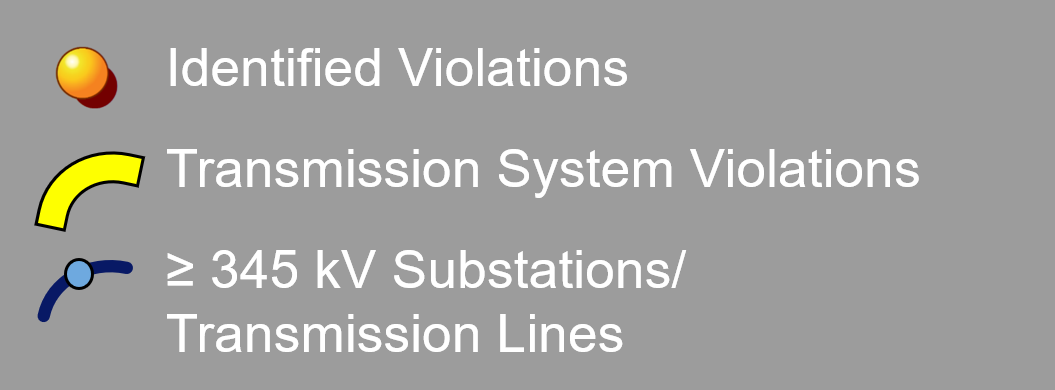 Identified Violations
Transmission System Violations
≥ 345 kV Substations/
Transmission Lines